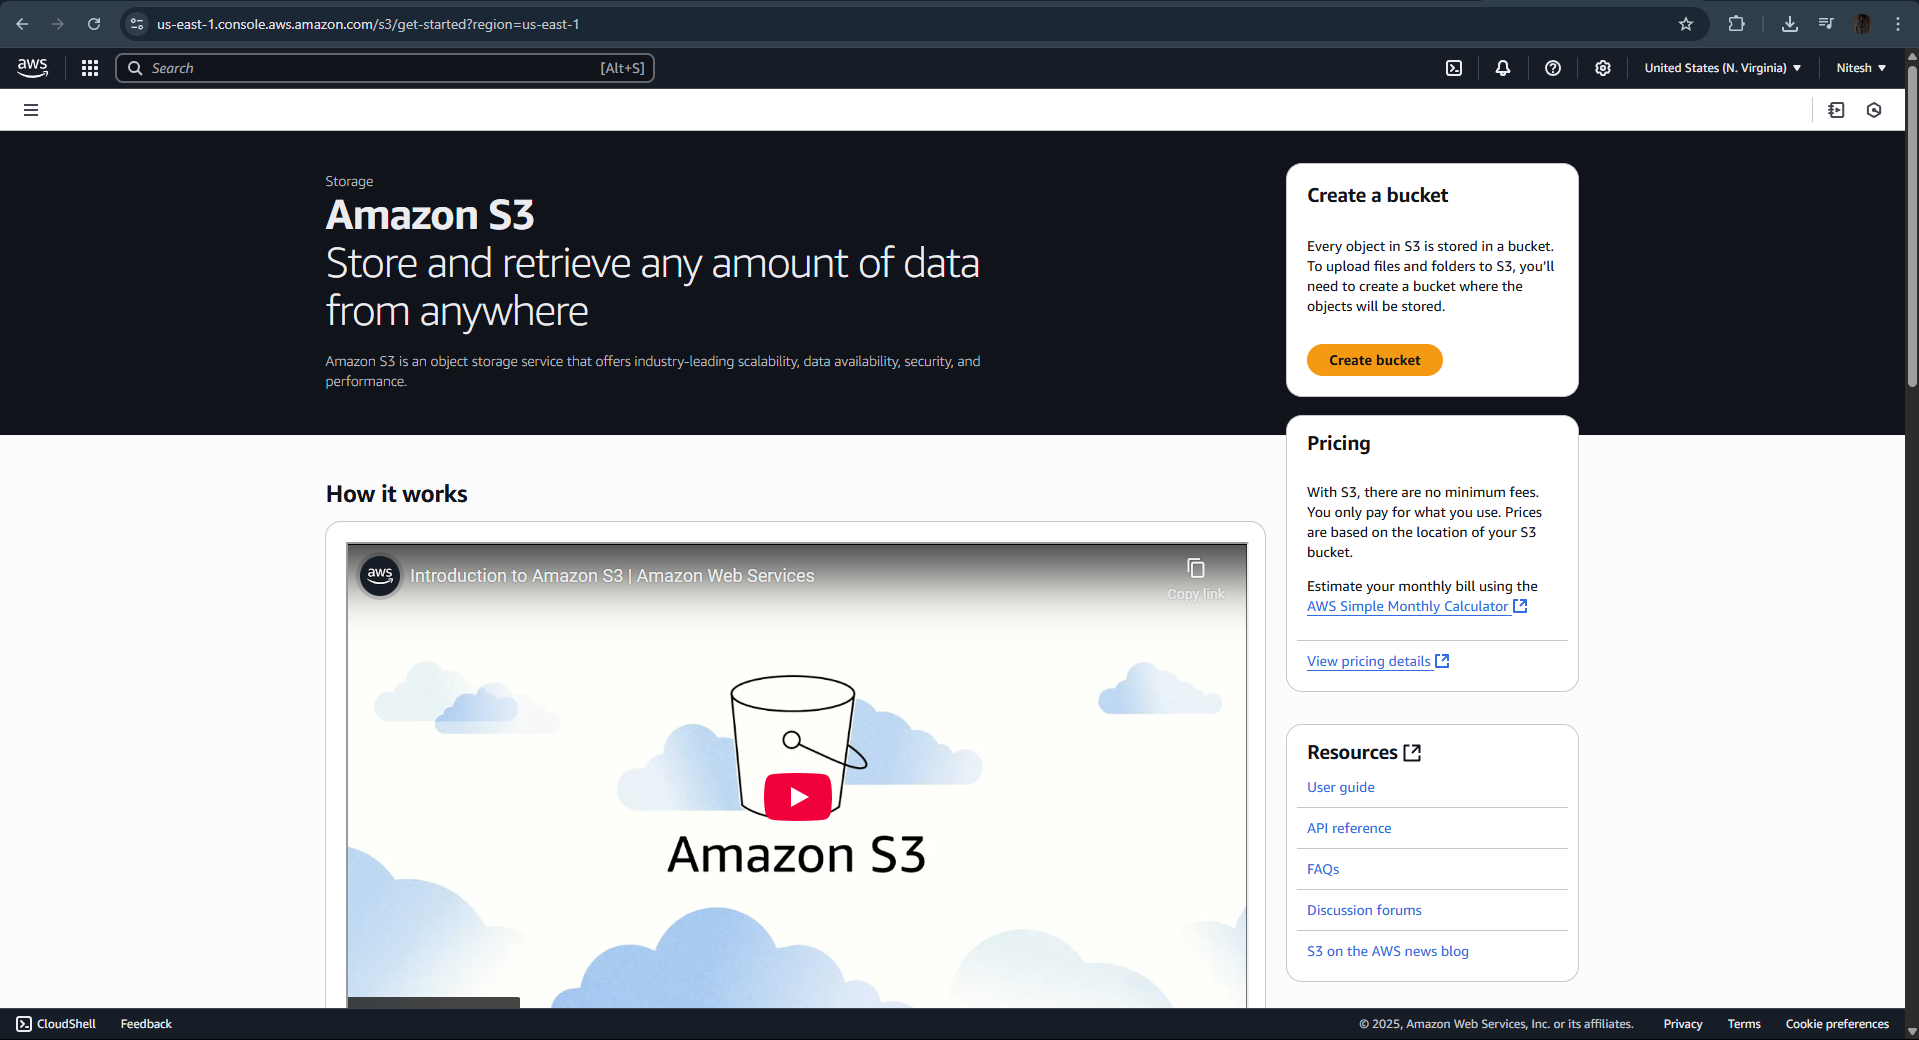 us-east-1.console.aws.amazon.com/s3/get-started?region=us-east-1
aws
Search
[Alt+S]
United States (N. Virginia)
Nitesh
Storage
Amazon S3
Store and retrieve any amount of data
from anywhere
Amazon S3 is an object storage service that offers industry-leading scalability, data availability, security, and
performance.
Create a bucket
Every object in S3 is stored in a bucket.
To upload files and folders to S3, you'll
need to create a bucket where the
objects will be stored.
Create bucket
Pricing
With S3, there are no minimum fees.
You only pay for what you use. Prices
are based on the location of your S3
bucket.
Estimate your monthly bill using the
AWS Simple Monthly Calculator
View pricing details
How it works
aws
Introduction to Amazon S3 | Amazon Web Services
Copy link
Amazon S3
Resources
User guide
API reference
FAQs
Discussion forums
S3 on the AWS news blog
CloudShell
Feedback
© 2025, Amazon Web Services, Inc. or its affiliates.
Privacy
Terms
Cookie preferences